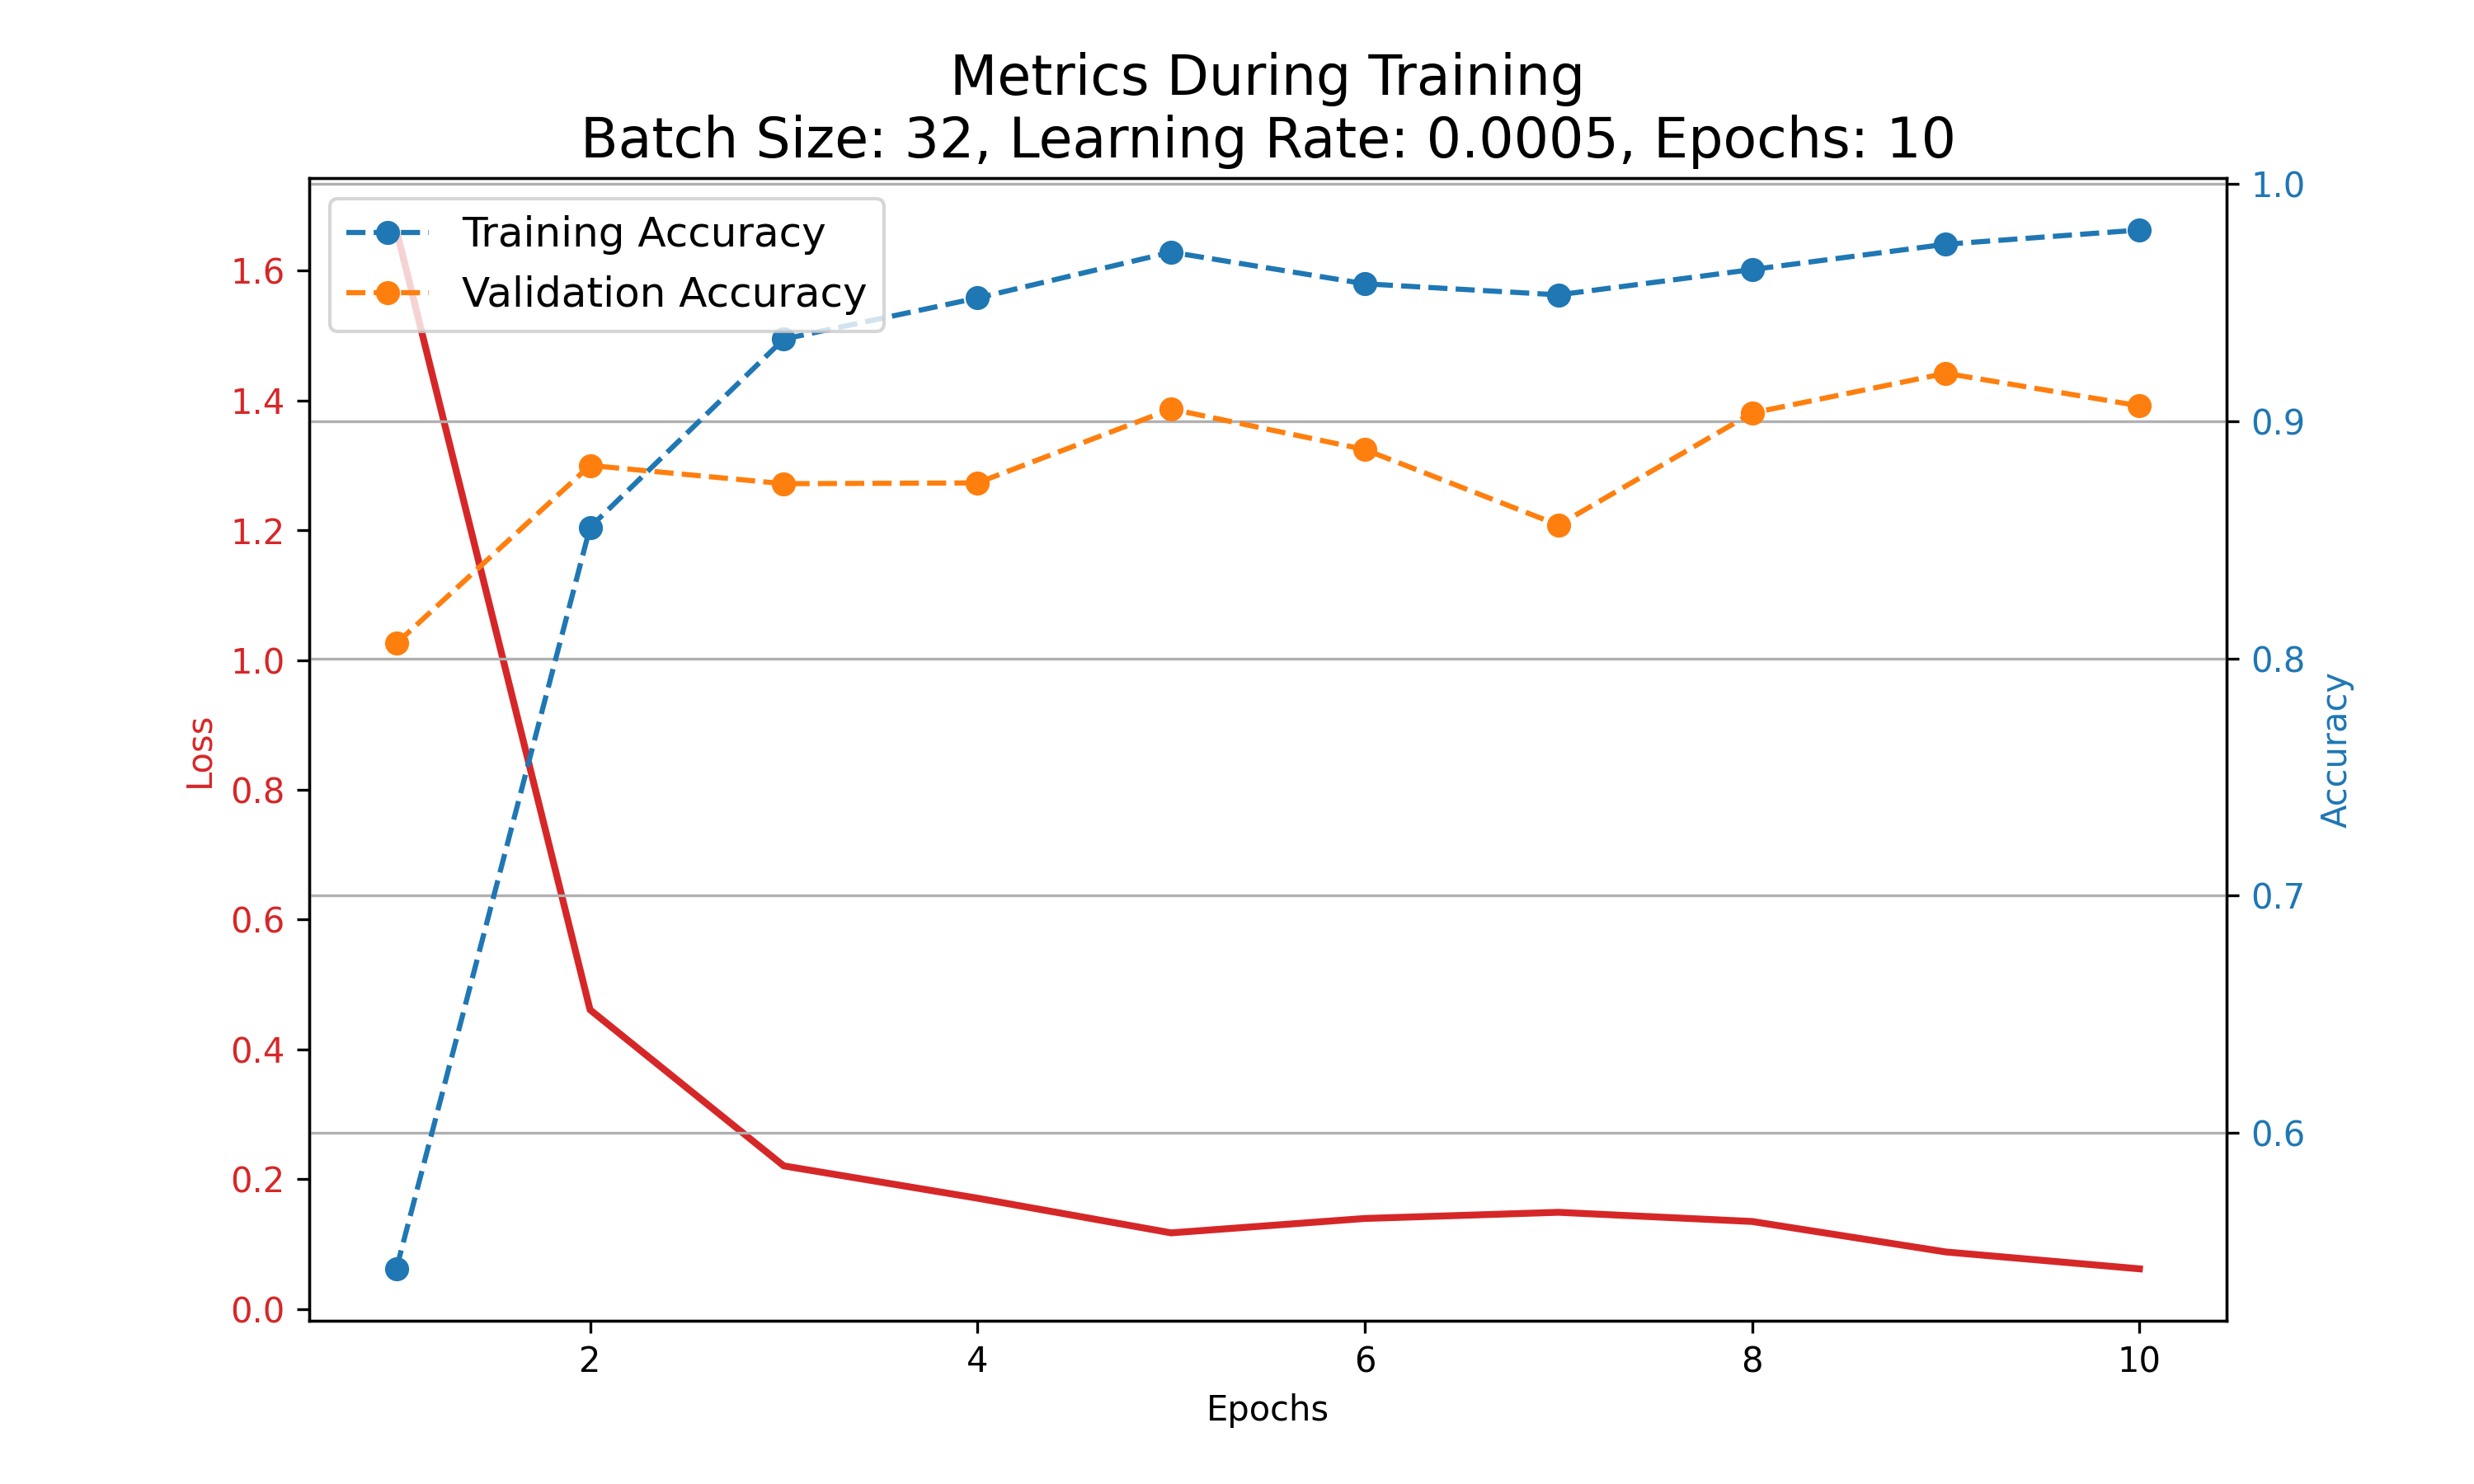 Metrics During Training
Batch Size: 32, Learning Rate: 0.0005, Epochs: 10
Training Accuracy
Validation Accuracy
1.6
1.4
1.2
1.0
0.8
0.6
0.4
0.2
0.0
Loss
1.0
0.9
0.8
0.7
0.6
Accuracy
2 4 6 8 10
Epochs